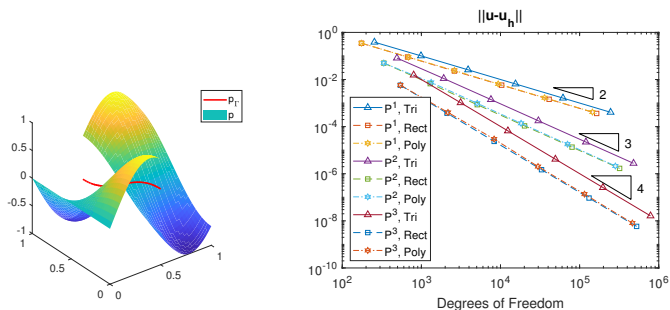 p_Γ
p
1
0.5
0
-0.5
-1
1
0.5
0
0
0.5
1
||u-u_h||
10^0
10^-2
10^-4
10^-6
10^-8
10^-10
10^2
10^3
10^4
10^5
10^6
Degrees of Freedom
P^1, Tri
P^1, Rect
P^1, Poly
P^2, Tri
P^2, Rect
P^2, Poly
P^3, Tri
P^3, Rect
P^3, Poly
2
3
4